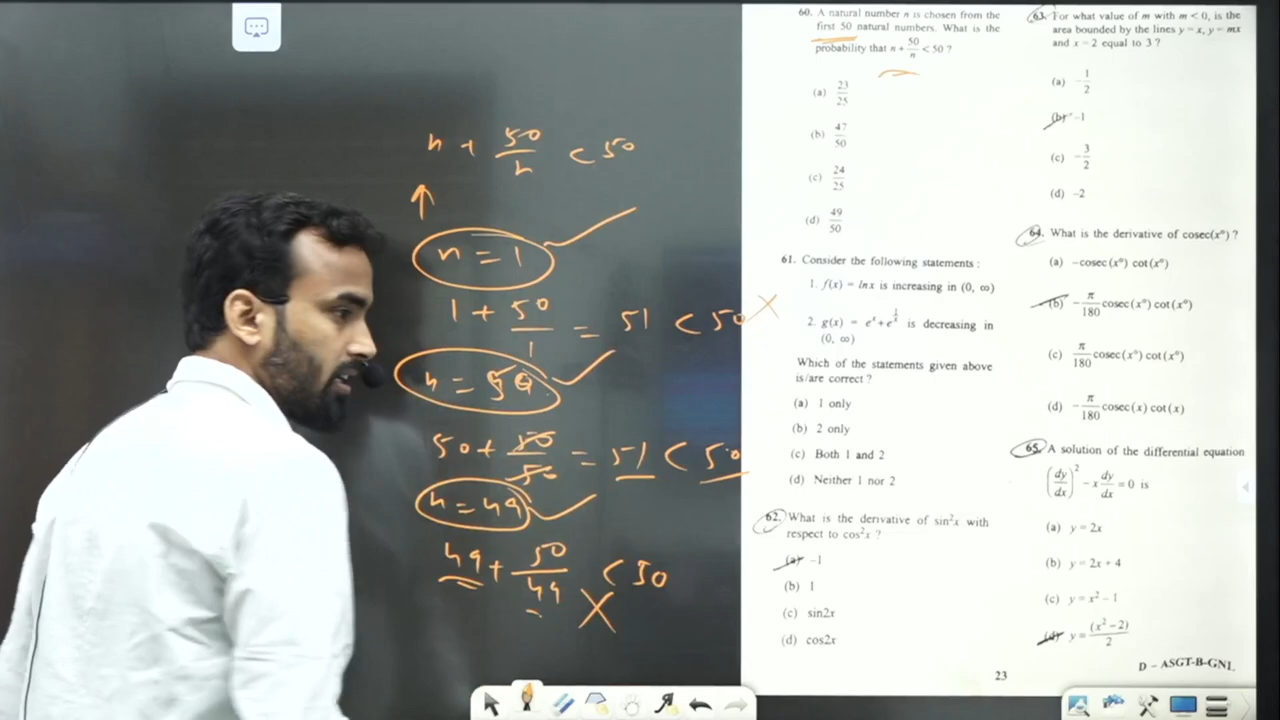 n + 50/n < 50
n = 1
1 + 50/1 = 51 < 50
n = 50
50 + 50/50 = 51 < 50
n = 49
49 + 50/49 < 50
60. A natural number n is chosen from the
first 50 natural numbers. What is the
probability that n + 50/n < 50 ?
(a) 23/25
(b) 47/50
(c) 24/25
(d) 49/50
61. Consider the following statements :
1. f(x) = lnx is increasing in (0, ∞)
2. g(x) = eˣ + e^(1/x) is decreasing in
(0, ∞)
Which of the statements given above
is/are correct ?
(a) 1 only
(b) 2 only
(c) Both 1 and 2
(d) Neither 1 nor 2
62. What is the derivative of sin²x with
respect to cos²x ?
(a) -1
(b) 1
(c) sin2x
(d) cos2x
63. For what value of m with m < 0, is the
area bounded by the lines y = x, y = mx
and x = 2 equal to 3 ?
(a) -1/2
(b) -1
(c) -3/2
(d) -2
64. What is the derivative of cosec(x°) ?
(a) -cosec(x°) cot(x°)
(b) -π/180 cosec(x°) cot(x°)
(c) π/180 cosec(x°) cot(x°)
(d) -π/180 cosec(x) cot(x)
65. A solution of the differential equation
(dy/dx)² - x dy/dx = 0 is
(a) y = 2x
(b) y = 2x + 4
(c) y = x² - 1
(d) y = (x² - 2)/2
23
D – ASGT-B-GNL